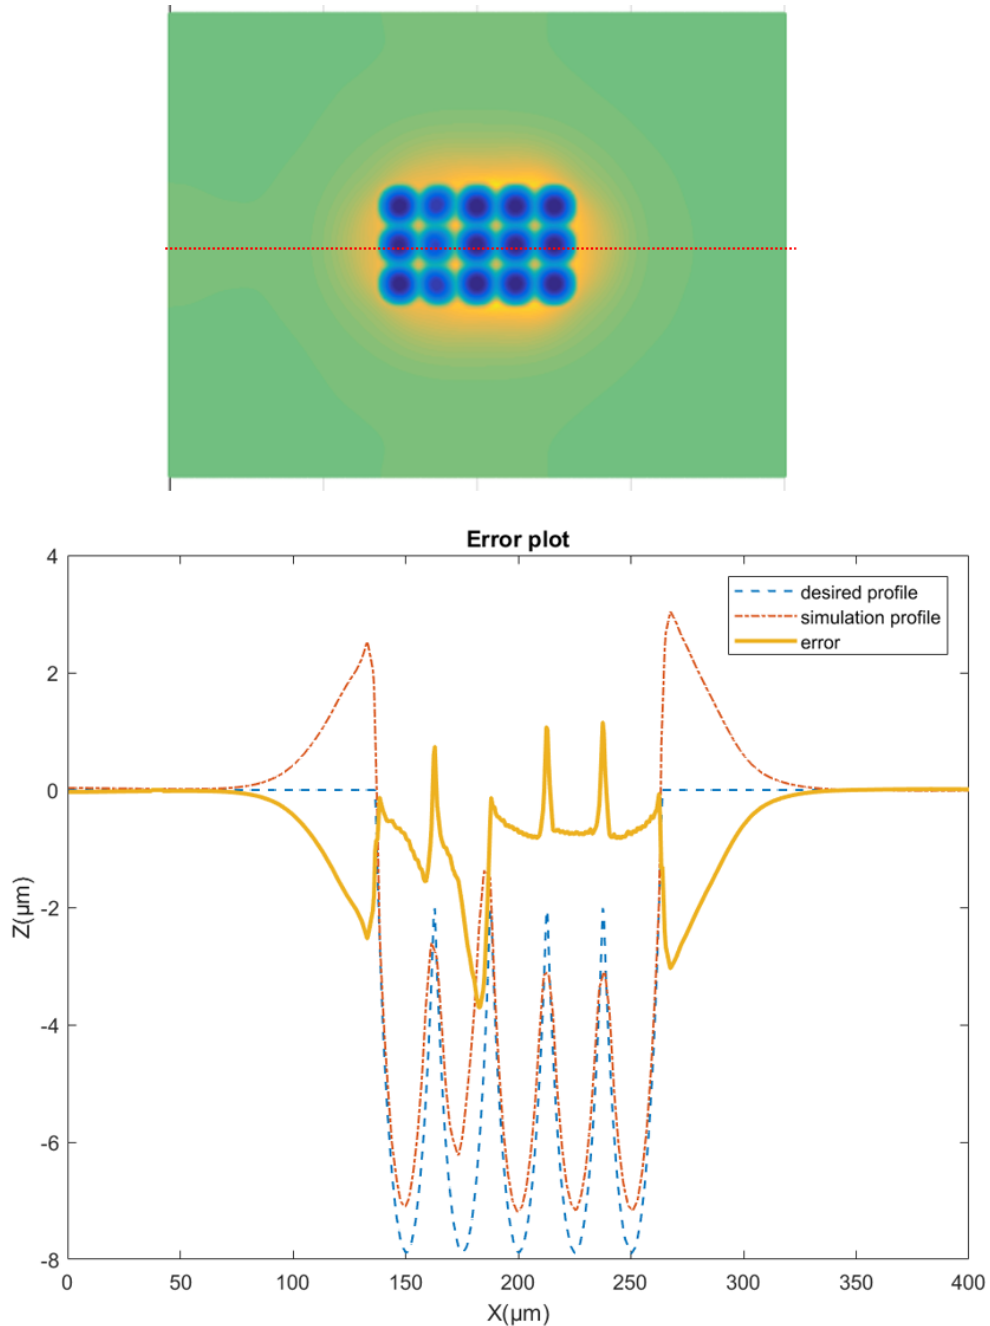 Error plot
4
2
0
-2
-4
-6
-8
Z(µm)
desired profile
simulation profile
error
0 50 100 150 200 250 300 350 400
X(µm)